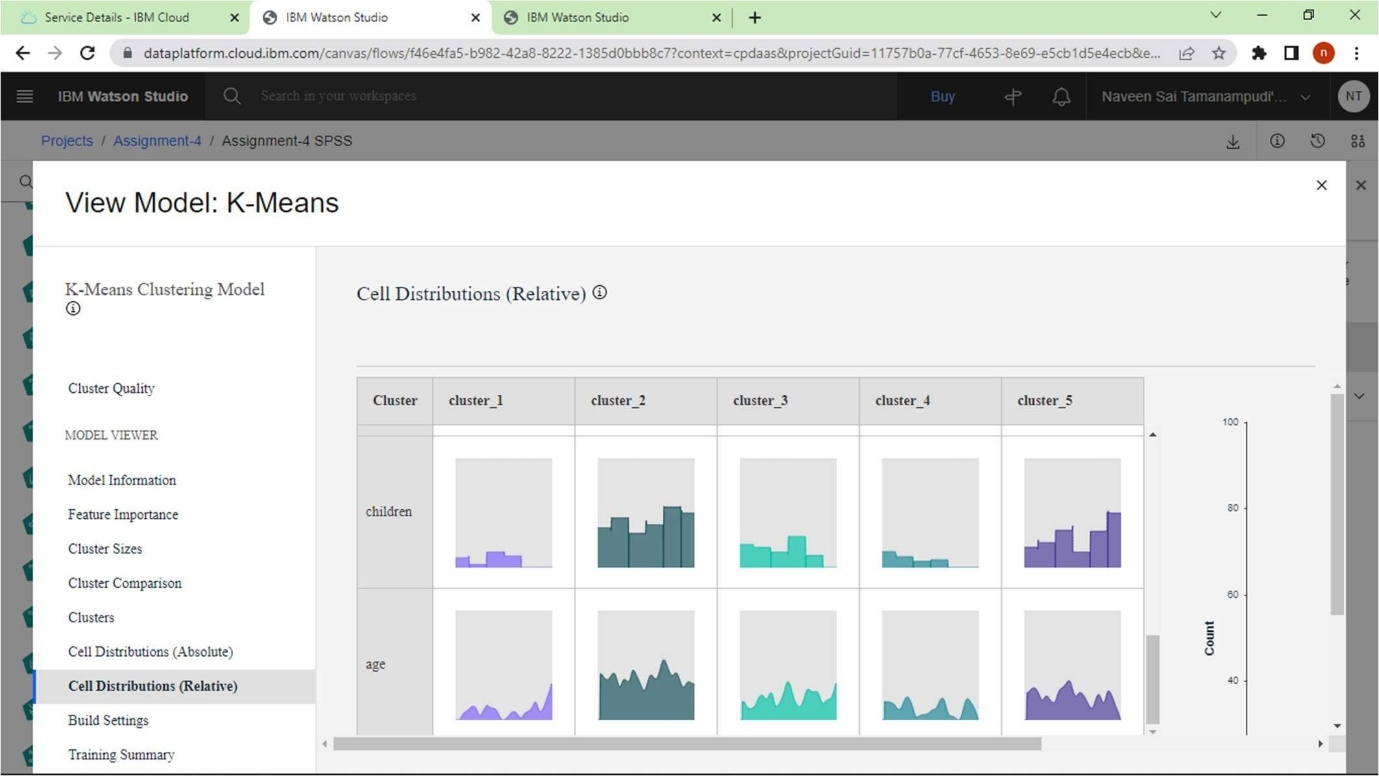 Service Details - IBM Cloud
IBM Watson Studio
IBM Watson Studio
dataplatform.cloud.ibm.com/canvas/flows/f46e4fa5-b982-42a8-8222-1385d0bbb8c7?context=cpdaas&projectGuid=11757b0a-77cf-4653-8e69-e5cb1d5e4ecb&e...
n
IBM Watson Studio
Search in your workspaces
Buy
Naveen Sai Tamanampudi'...
NT
Projects / Assignment-4 / Assignment-4 SPSS
View Model: K-Means
K-Means Clustering Model
Cluster Quality
MODEL VIEWER
Model Information
Feature Importance
Cluster Sizes
Cluster Comparison
Clusters
Cell Distributions (Absolute)
Cell Distributions (Relative)
Build Settings
Training Summary
Cell Distributions (Relative)
Cluster cluster_1 cluster_2 cluster_3 cluster_4 cluster_5
children
age
100
80
60
40
Count